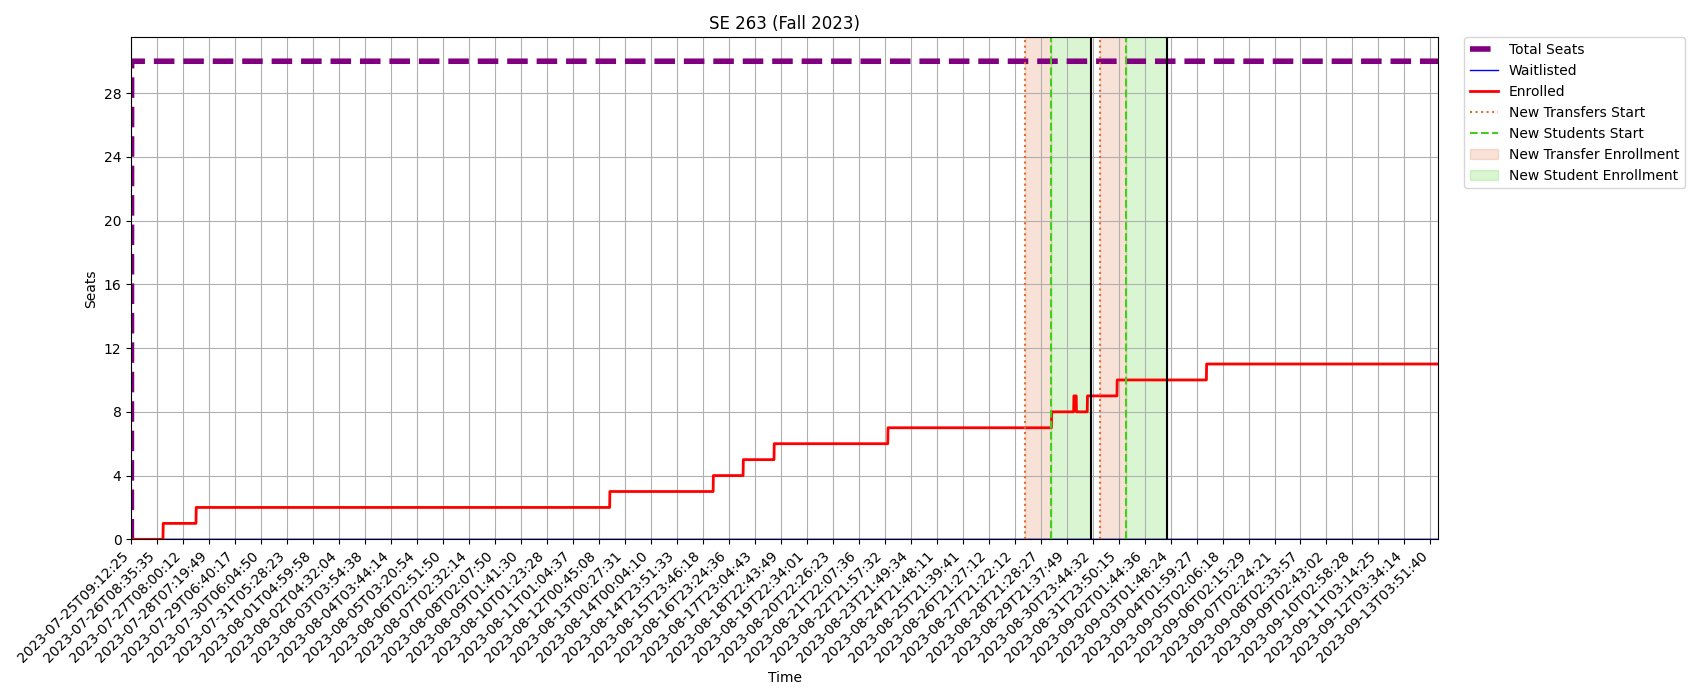 SE 263 (Fall 2023)
Total Seats
Waitlisted
Enrolled
New Transfers Start
New Students Start
New Transfer Enrollment
New Student Enrollment
Seats
28
24
20
16
12
8
4
0
2023-07-25T09:12:25
2023-07-26T08:35:35
2023-07-27T08:00:12
2023-07-28T07:19:49
2023-07-29T06:40:17
2023-07-30T06:04:50
2023-07-31T05:28:23
2023-08-01T04:59:58
2023-08-02T04:32:04
2023-08-03T03:54:38
2023-08-04T03:44:14
2023-08-05T03:20:54
2023-08-06T02:51:50
2023-08-07T02:32:14
2023-08-08T02:07:50
2023-08-09T01:41:30
2023-08-10T01:23:28
2023-08-11T01:04:37
2023-08-12T00:45:08
2023-08-13T00:27:31
2023-08-14T00:04:10
2023-08-14T23:51:33
2023-08-15T23:46:18
2023-08-16T23:24:36
2023-08-17T23:04:43
2023-08-18T22:43:49
2023-08-19T22:34:01
2023-08-20T22:26:23
2023-08-21T22:07:36
2023-08-22T21:57:32
2023-08-23T21:49:34
2023-08-24T21:48:11
2023-08-25T21:39:41
2023-08-26T21:27:12
2023-08-27T21:22:12
2023-08-28T21:28:27
2023-08-29T21:37:49
2023-08-30T23:44:32
2023-08-31T23:50:15
2023-09-02T01:44:36
2023-09-03T01:48:24
2023-09-04T01:59:27
2023-09-05T02:06:18
2023-09-06T02:15:29
2023-09-07T02:24:21
2023-09-08T02:33:57
2023-09-09T02:43:02
2023-09-10T02:58:28
2023-09-11T03:14:25
2023-09-12T03:34:14
2023-09-13T03:51:40
Time